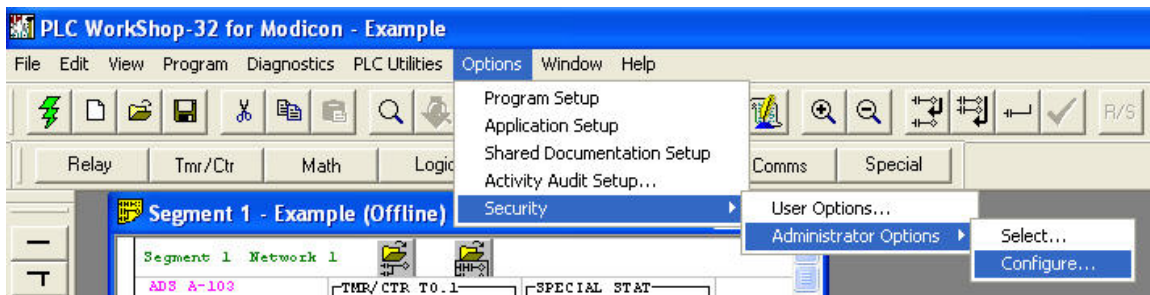 PLC WorkShop-32 for Modicon - Example
File Edit View Program Diagnostics PLC Utilities Options Window Help
R/S
Relay Tmr/Ctr Math Logic Comms Special
Program Setup
Application Setup
Shared Documentation Setup
Activity Audit Setup...
Security
User Options...
Administrator Options
Select...
Configure...
Segment 1 - Example (Offline)
Segment 1 Network 1
ADS A-103 TMR/CTR T0.1 SPECIAL STAT